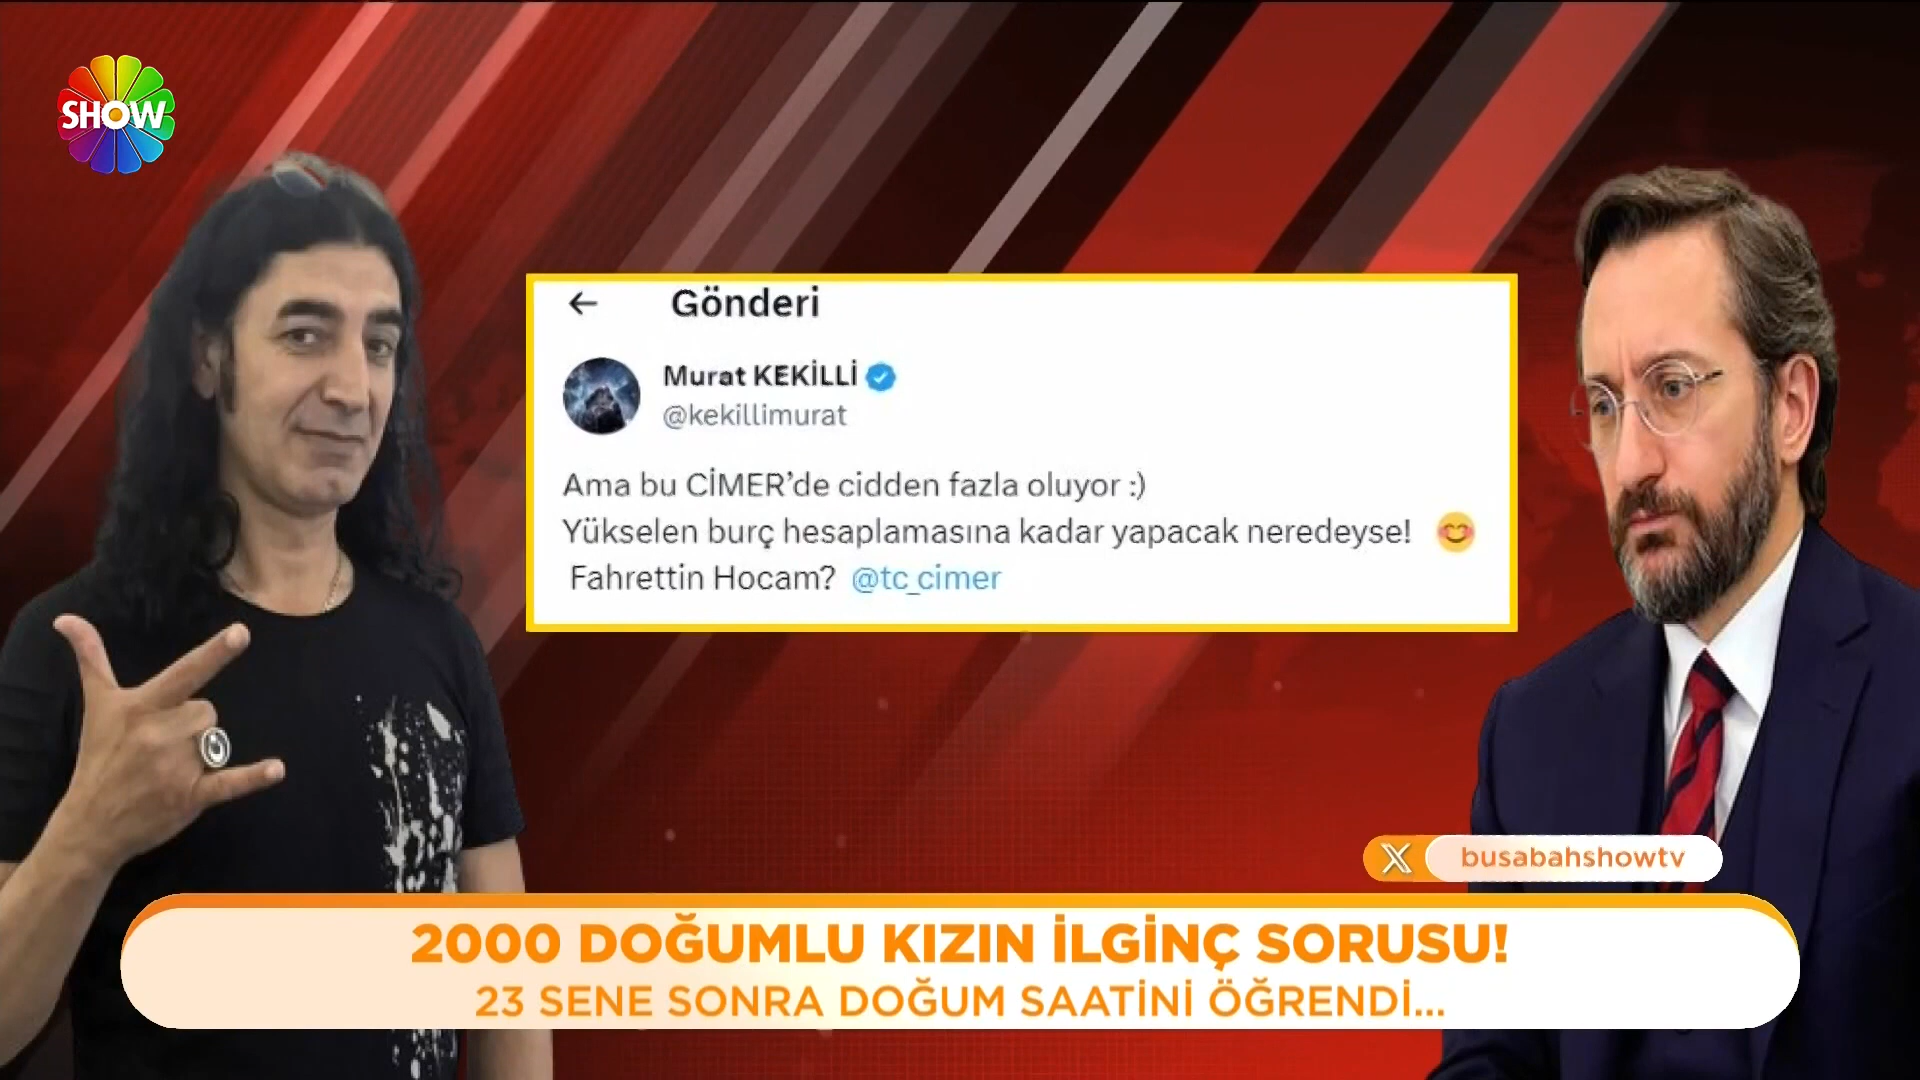 SHOW
Gönderi
Murat KEKİLLİ
@kekillimurat
Ama bu CİMER’de cidden fazla oluyor :)
Yükselen burç hesaplamasına kadar yapacak neredeyse! 😊
Fahrettin Hocam? @tc_cimer
X busabahshowtv
2000 DOĞUMLU KIZIN İLGİNÇ SORUSU!
23 SENE SONRA DOĞUM SAATİNİ ÖĞRENDİ...